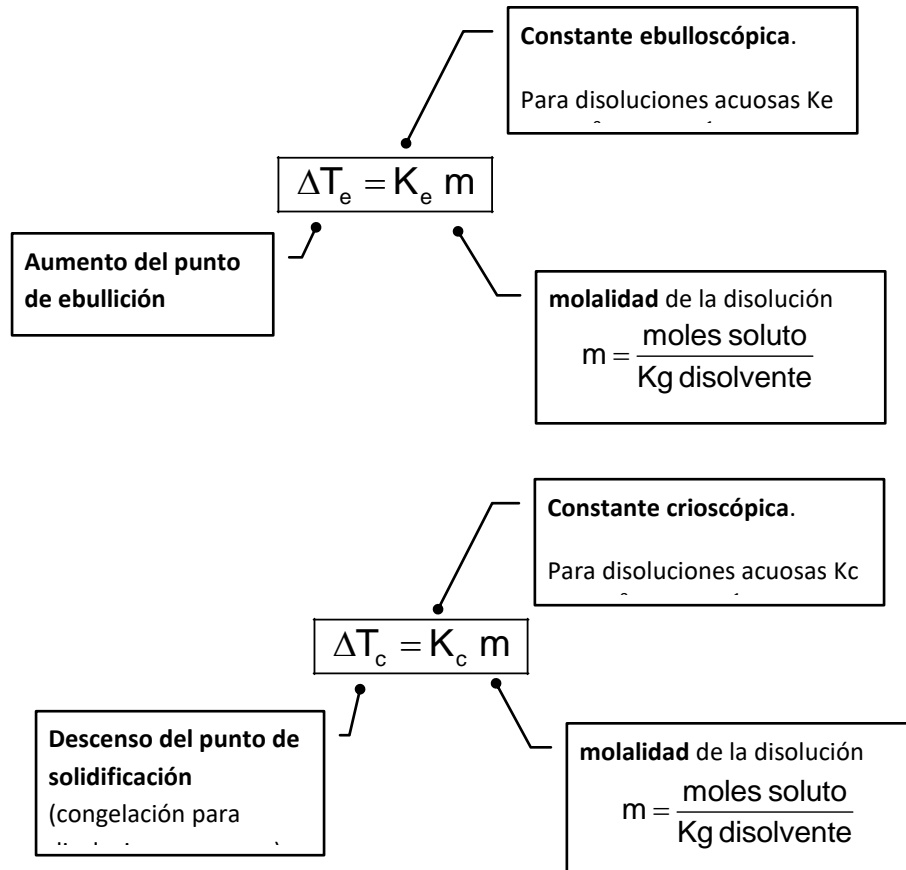 Constante ebulloscópica.
Para disoluciones acuosas Ke
ΔTₑ = Kₑ m
Aumento del punto
de ebullición
molalidad de la disolución
m = moles soluto / Kg disolvente
Constante crioscópica.
Para disoluciones acuosas Kc
ΔT꜀ = K꜀ m
Descenso del punto de
solidificación
(congelación para
molalidad de la disolución
m = moles soluto / Kg disolvente